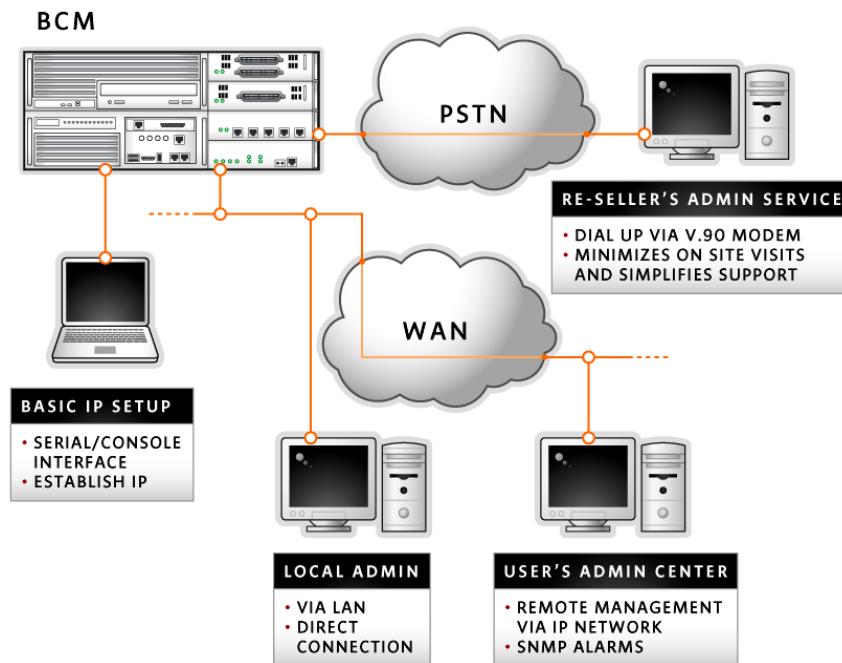 BCM
PSTN
RE-SELLER'S ADMIN SERVICE
• DIAL UP VIA V.90 MODEM
• MINIMIZES ON SITE VISITS
AND SIMPLIFIES SUPPORT
WAN
BASIC IP SETUP
• SERIAL/CONSOLE
INTERFACE
• ESTABLISH IP
LOCAL ADMIN
• VIA LAN
• DIRECT
CONNECTION
USER'S ADMIN CENTER
• REMOTE MANAGEMENT
VIA IP NETWORK
• SNMP ALARMS